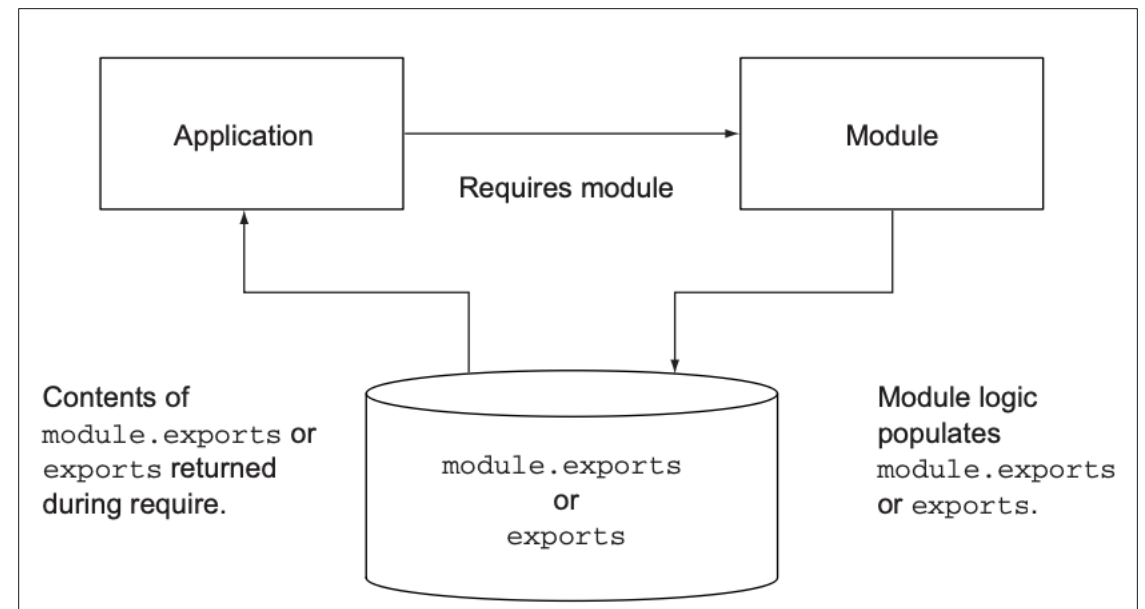 Application
Module
Requires module
Contents of
module.exports or
exports returned
during require.
module.exports
or
exports
Module logic
populates
module.exports
or exports.